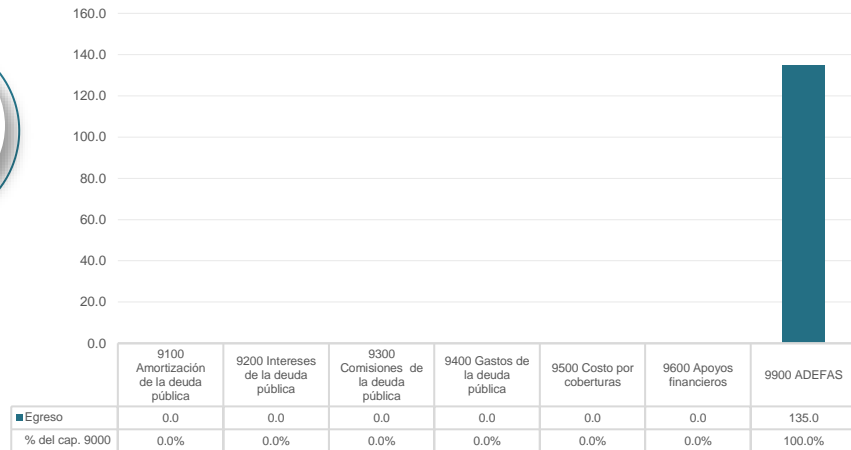 160.0
140.0
120.0
100.0
80.0
60.0
40.0
20.0
0.0
9100
Amortización
de la deuda
pública
9200 Intereses
de la deuda
pública
9300
Comisiones de
la deuda
pública
9400 Gastos de
la deuda
pública
9500 Costo por
coberturas
9600 Apoyos
financieros
9900 ADEFAS
Egreso 0.0 0.0 0.0 0.0 0.0 0.0 135.0
% del cap. 9000 0.0% 0.0% 0.0% 0.0% 0.0% 0.0% 100.0%